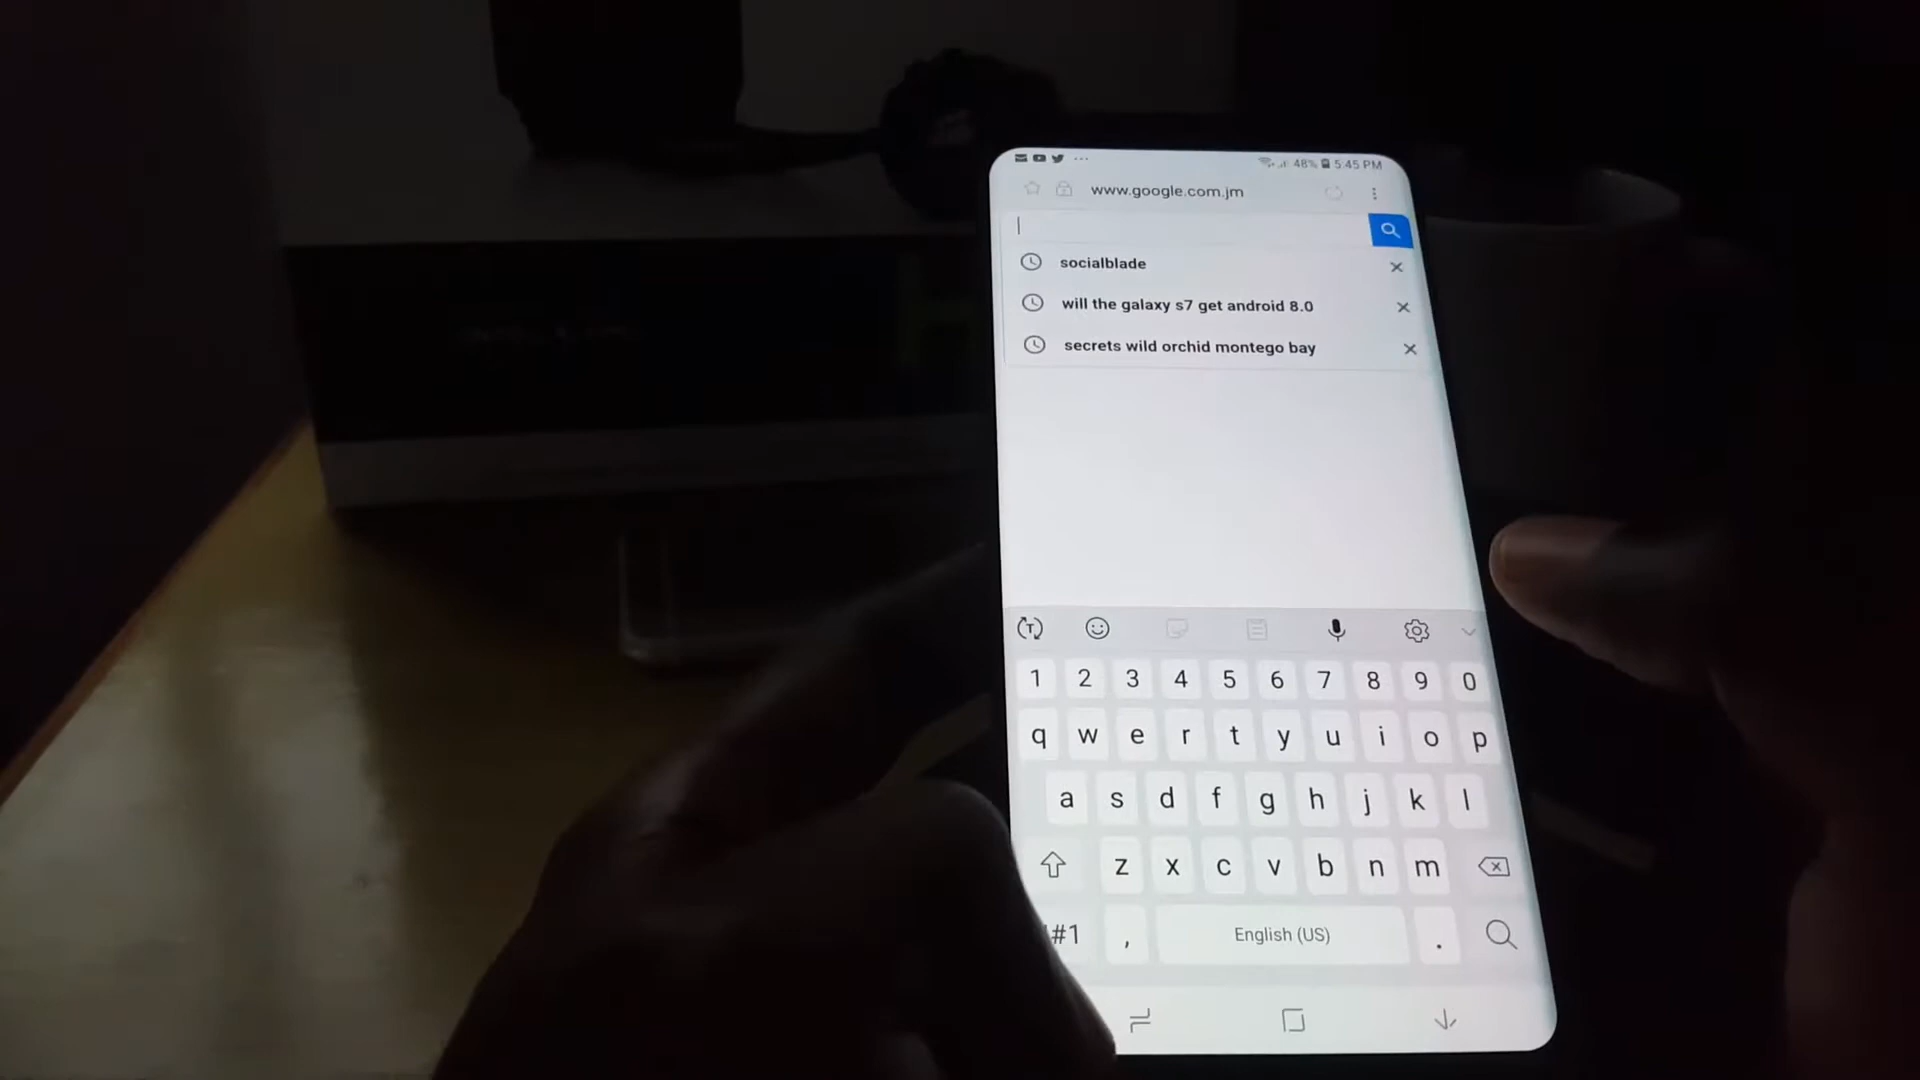 48% 5:45 PM
www.google.com.jm
socialblade
will the galaxy s7 get android 8.0
secrets wild orchid montego bay
1 2 3 4 5 6 7 8 9 0
q w e r t y u i o p
a s d f g h j k l
z x c v b n m
#1 , English (US) .